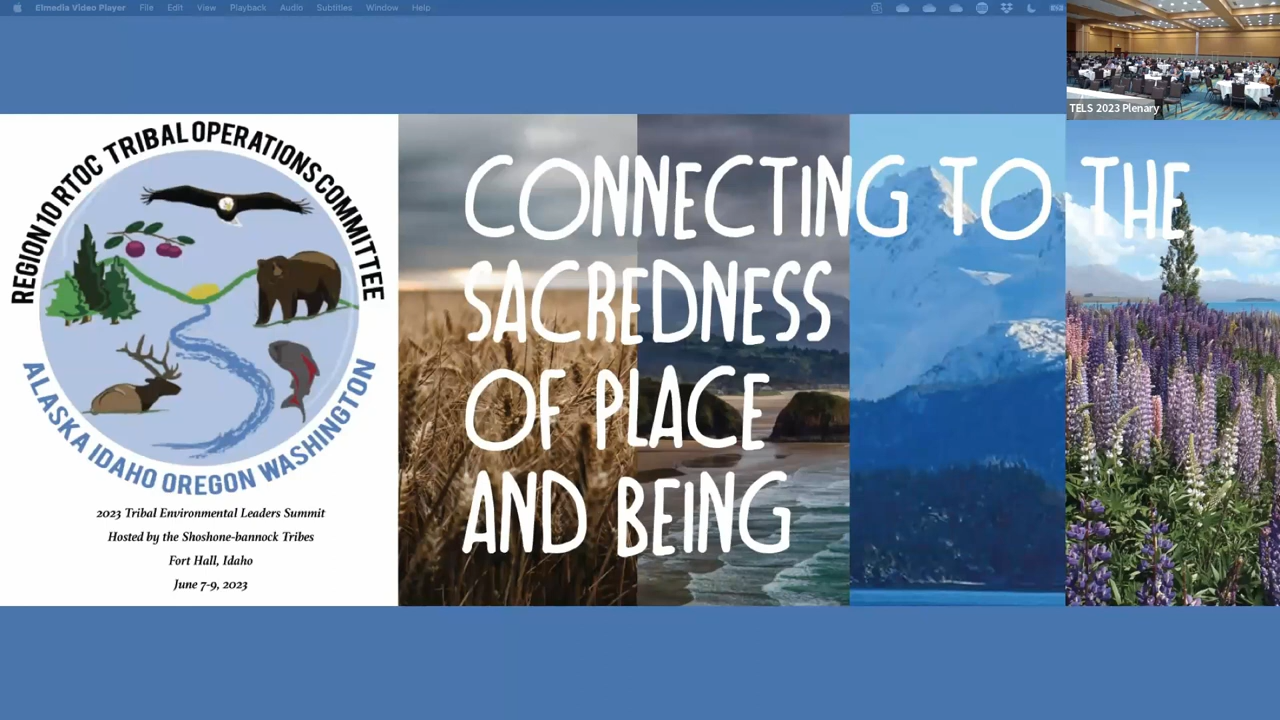 Elmedia Video Player File Edit View Playback Audio Subtitles Window Help
TELS 2023 Plenary
REGION 10 RTOC TRIBAL OPERATIONS COMMITTEE
ALASKA IDAHO OREGON WASHINGTON
2023 Tribal Environmental Leaders Summit
Hosted by the Shoshone-bannock Tribes
Fort Hall, Idaho
June 7-9, 2023
CONNECTING TO THE
SACREDNESS
OF PLACE
AND BEING